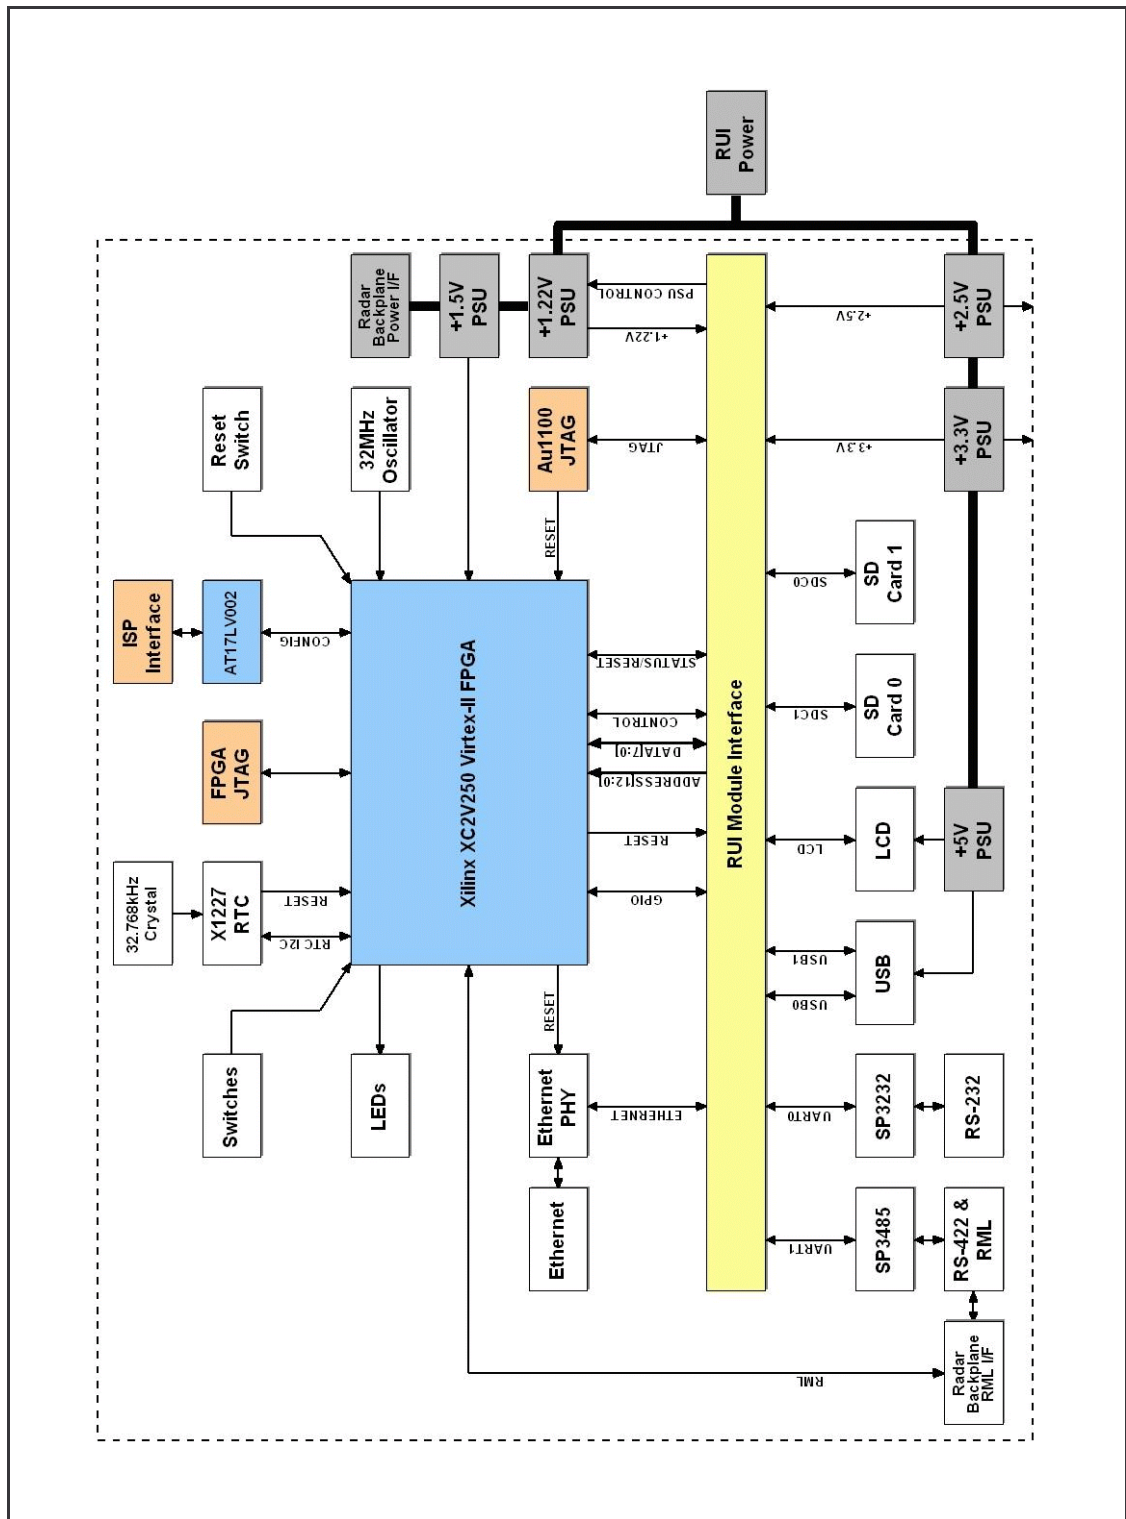 RUI
Power
Radar
Backplane
Power I/F
+1.5V
PSU
+1.22V
PSU
PSU CONTROL
+1.22V
+2.5V
+2.5V
PSU
Reset
Switch
32MHz
Oscillator
Au1100
JTAG
JTAG
+3.3V
+3.3V
PSU
RESET
ISP
Interface
AT17LV002
CONFIG
FPGA
JTAG
32.768kHz
Crystal
X1227
RTC
RESET
RTC I2C
Xilinx XC2V250 Virtex-II FPGA
STATUS/RESET
CONTROL
DATA[7:0]
ADDRESS[12:0]
RESET
GPIO
RUI Module Interface
SDC0
SD
Card 1
SDC1
SD
Card 0
LCD
LCD
+5V
PSU
USB1
USB0
USB
Switches
LEDs
RESET
Ethernet
PHY
ETHERNET
Ethernet
UART0
SP3232
RS-232
UART1
SP3485
RS-422 &
RML
RML
Radar
Backplane
RML I/F